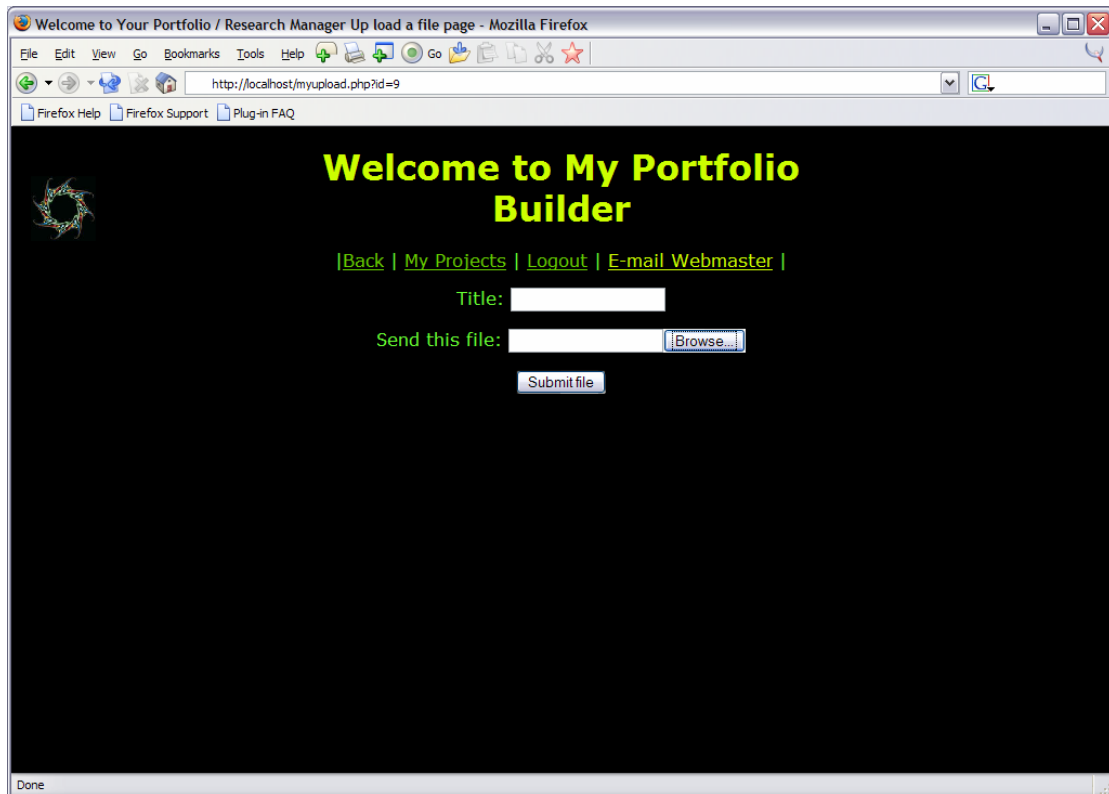 Welcome to Your Portfolio / Research Manager Up load a file page - Mozilla Firefox
File Edit View Go Bookmarks Tools Help Go
http://localhost/myupload.php?id=9 G
Firefox Help Firefox Support Plug-in FAQ
Welcome to My Portfolio
Builder
|Back | My Projects | Logout | E-mail Webmaster |
Title:
Send this file: Browse...
Submit file
Done